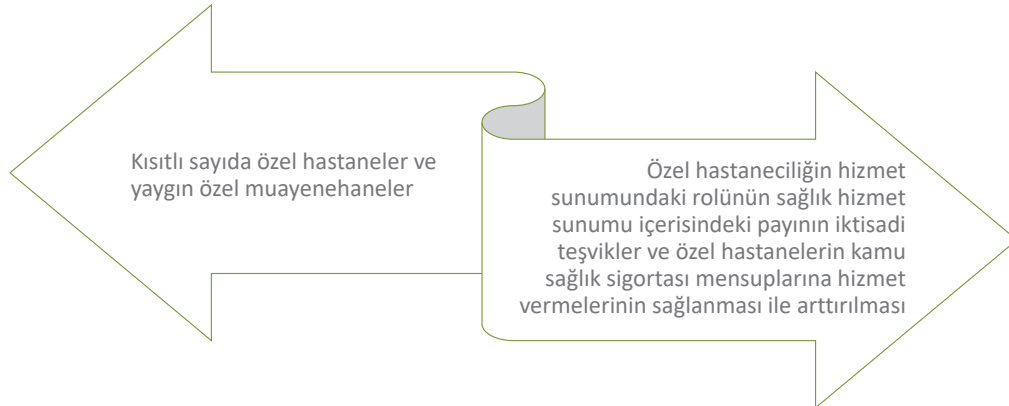 Kısıtlı sayıda özel hastaneler ve
yaygın özel muayenehaneler
Özel hastaneciliğin hizmet
sunumundaki rolünün sağlık hizmet
sunumu içerisindeki payının iktisadi
teşvikler ve özel hastanelerin kamu
sağlık sigortası mensuplarına hizmet
vermelerinin sağlanması ile arttırılması